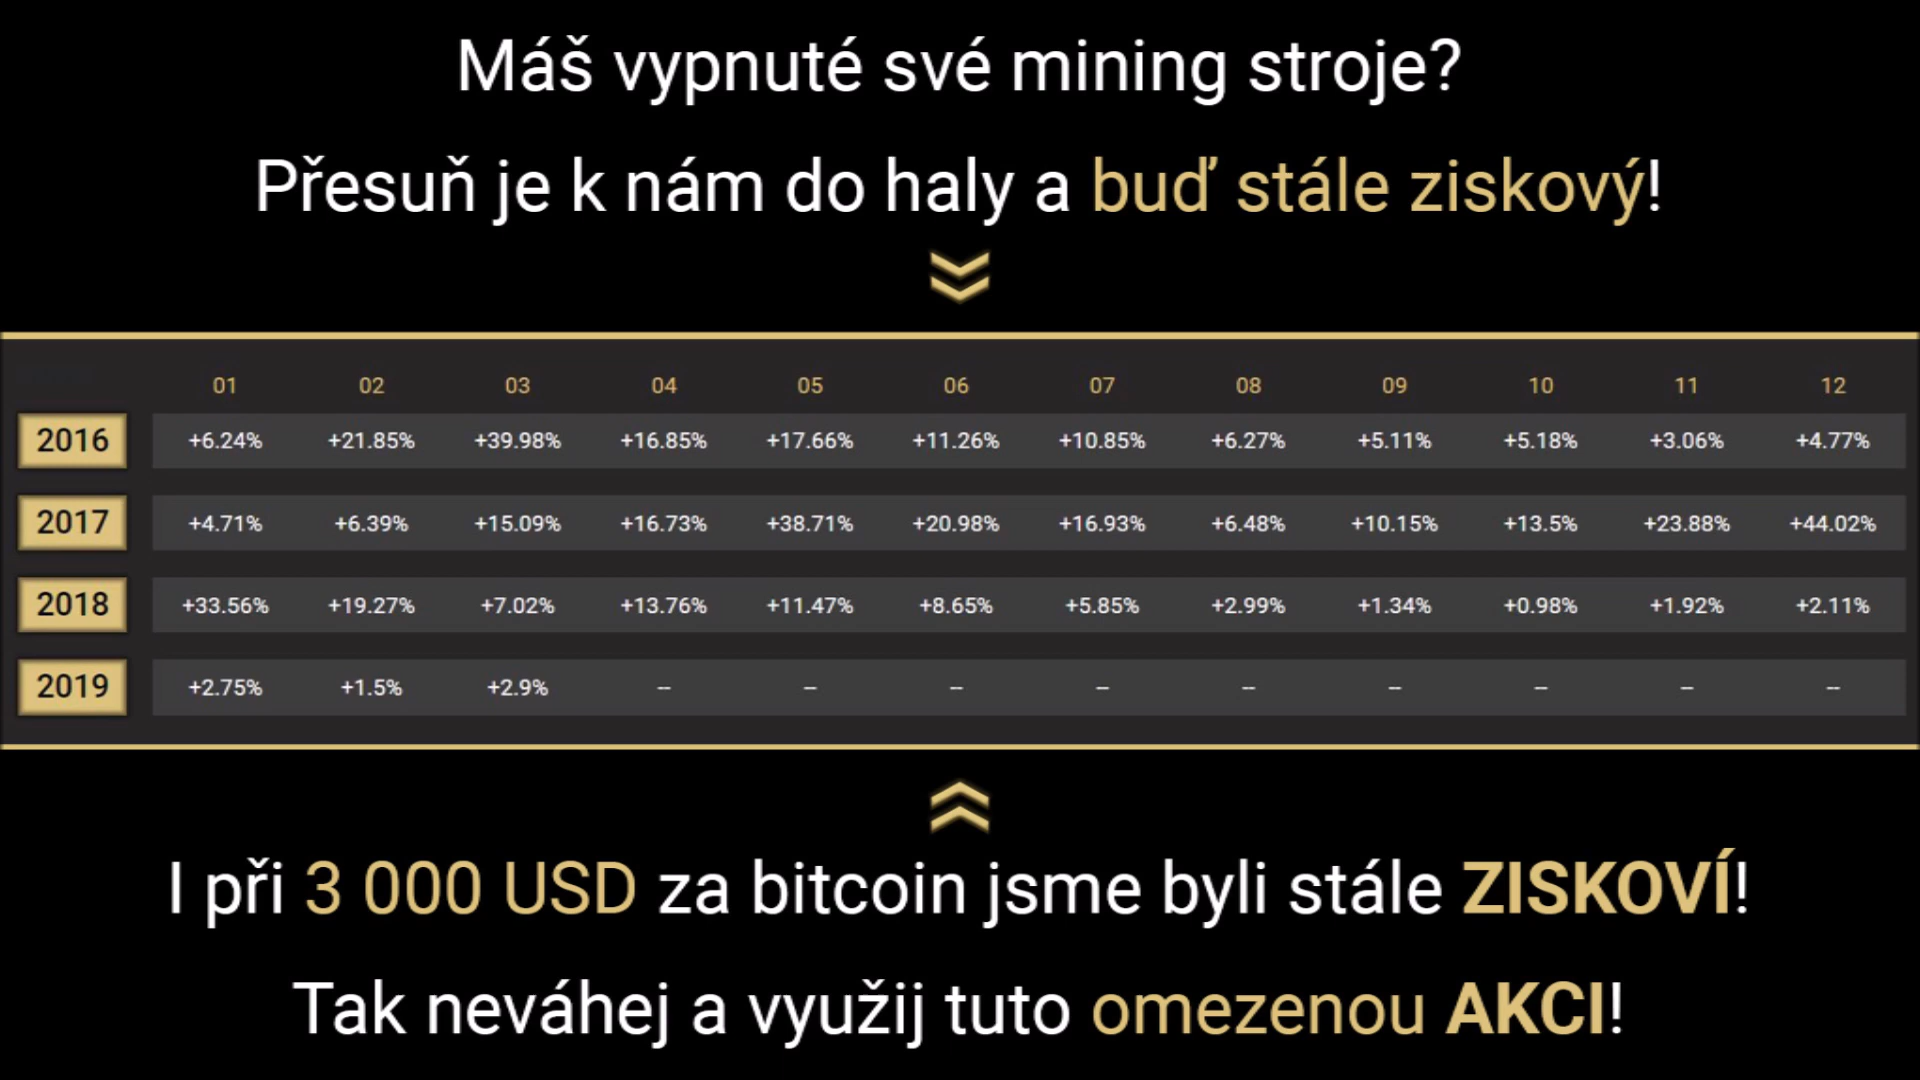 Máš vypnuté své mining stroje?
Přesuň je k nám do haly a buď stále ziskový!
01 02 03 04 05 06 07 08 09 10 11 12
2016 +6.24% +21.85% +39.98% +16.85% +17.66% +11.26% +10.85% +6.27% +5.11% +5.18% +3.06% +4.77%
2017 +4.71% +6.39% +15.09% +16.73% +38.71% +20.98% +16.93% +6.48% +10.15% +13.5% +23.88% +44.02%
2018 +33.56% +19.27% +7.02% +13.76% +11.47% +8.65% +5.85% +2.99% +1.34% +0.98% +1.92% +2.11%
2019 +2.75% +1.5% +2.9% – – – – – – – – –
I při 3 000 USD za bitcoin jsme byli stále ZISKOVÍ!
Tak neváhej a využij tuto omezenou AKCI!